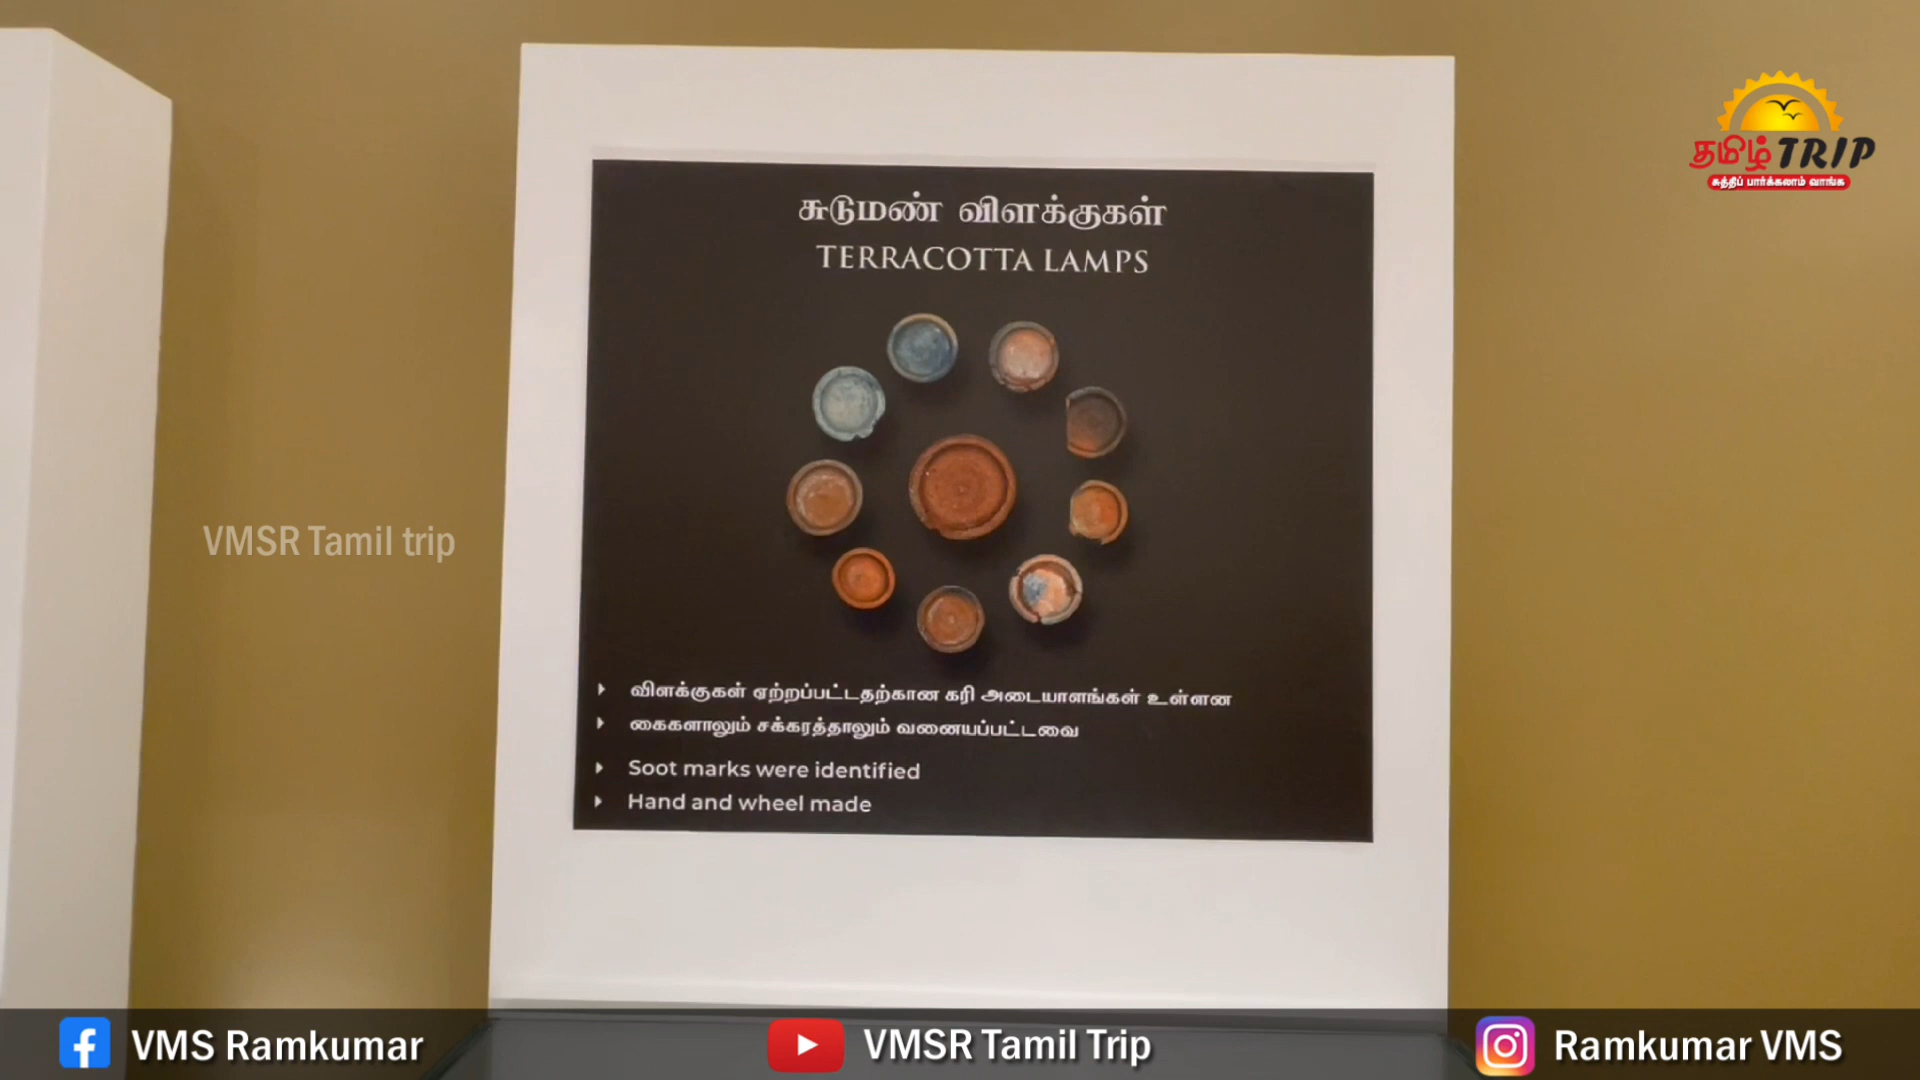 தமிழ் TRIP
சுத்திப் பார்க்கலாம் வாங்க
சுடுமண் விளக்குகள்
TERRACOTTA LAMPS
VMSR Tamil trip
விளக்குகள் ஏற்றப்பட்டதற்கான கரி அடையாளங்கள் உள்ளன
கைகளாலும் சக்கரத்தாலும் வனையப்பட்டவை
Soot marks were identified
Hand and wheel made
VMS Ramkumar
VMSR Tamil Trip
Ramkumar VMS